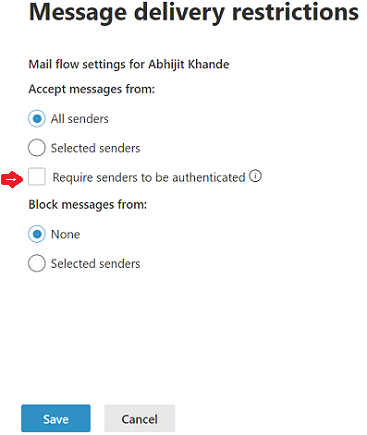 Message delivery restrictions
Mail flow settings for Abhijit Khande
Accept messages from:
All senders
Selected senders
Require senders to be authenticated
Block messages from:
None
Selected senders
Save Cancel